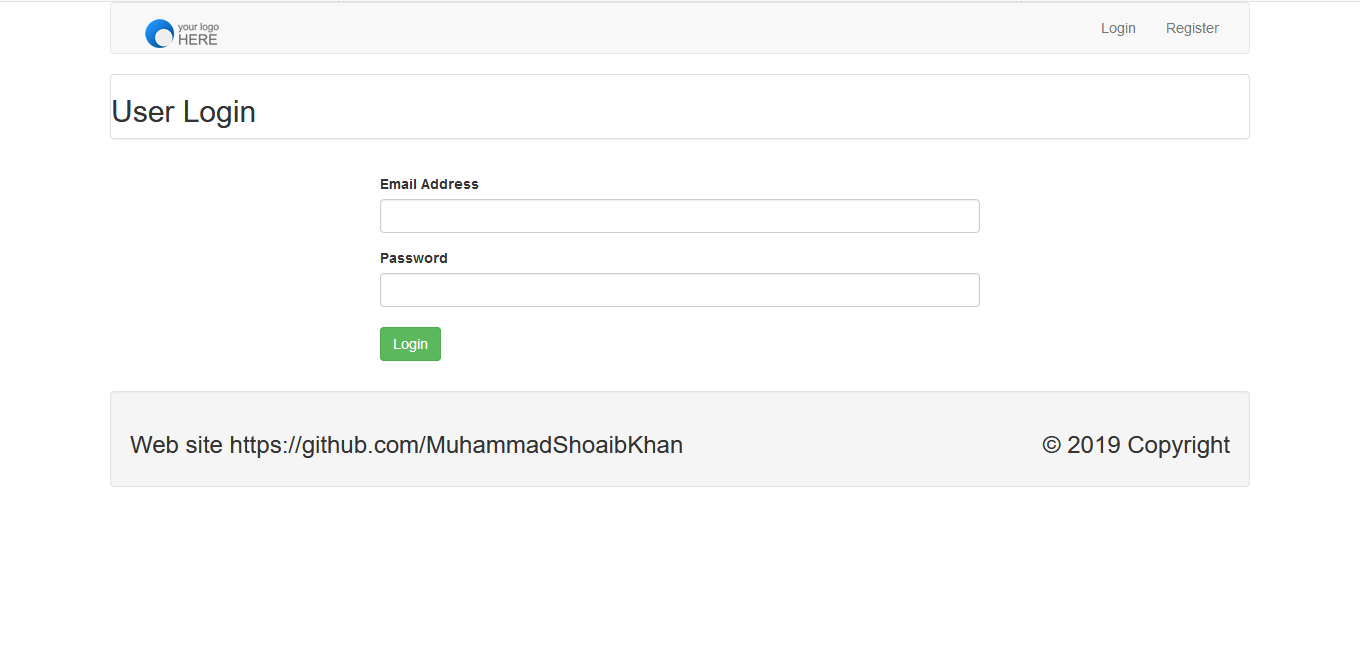 your logo
HERE
Login
Register
User Login
Email Address
Password
Login
Web site https://github.com/MuhammadShoaibKhan
© 2019 Copyright